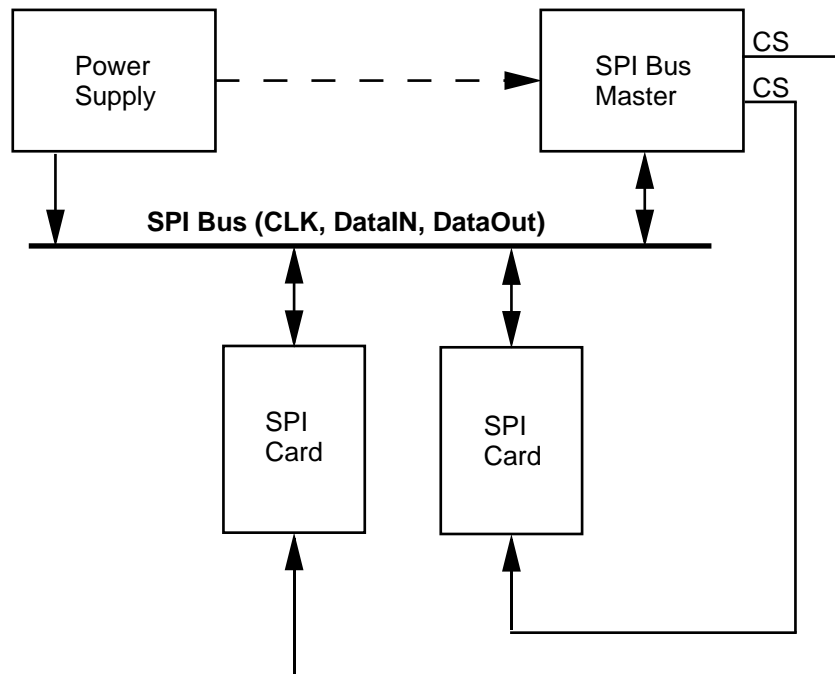 Power
Supply
SPI Bus
Master
CS
CS
SPI Bus (CLK, DataIN, DataOut)
SPI
Card
SPI
Card